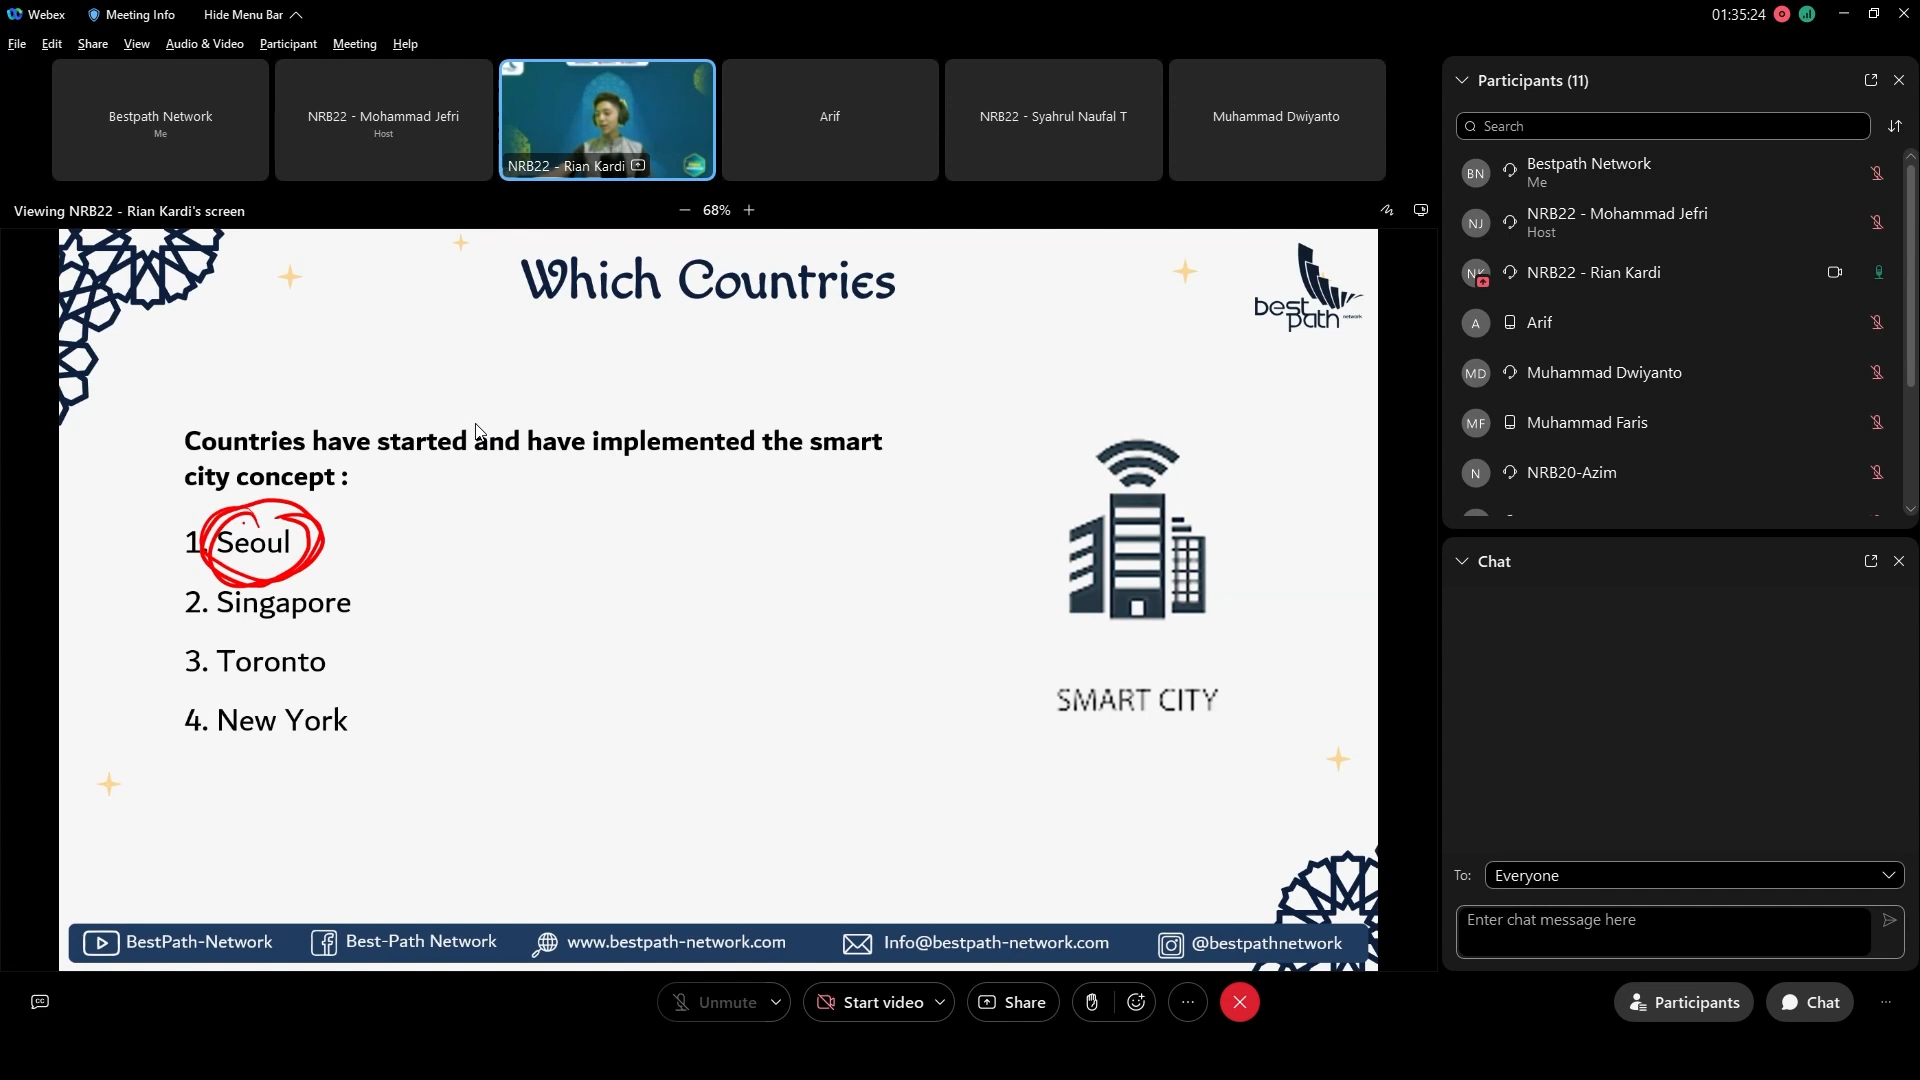 Webex
Meeting Info
Hide Menu Bar
01:35:24
File Edit Share View Audio & Video Participant Meeting Help
Bestpath Network
Me
NRB22 - Mohammad Jefri
Host
NRB22 - Rian Kardi
Arif
NRB22 - Syahrul Naufal T
Muhammad Dwiyanto
Viewing NRB22 - Rian Kardi's screen
68%
Which Countries
best path network
Countries have started and have implemented the smart
city concept :
1. Seoul
2. Singapore
3. Toronto
4. New York
SMART CITY
BestPath-Network
Best-Path Network
www.bestpath-network.com
Info@bestpath-network.com
@bestpathnetwork
Participants (11)
Search
BN
Bestpath Network
Me
NJ
NRB22 - Mohammad Jefri
Host
NRB22 - Rian Kardi
A
Arif
MD
Muhammad Dwiyanto
MF
Muhammad Faris
N
NRB20-Azim
Chat
To:
Everyone
Enter chat message here
CC
Unmute
Start video
Share
Participants
Chat